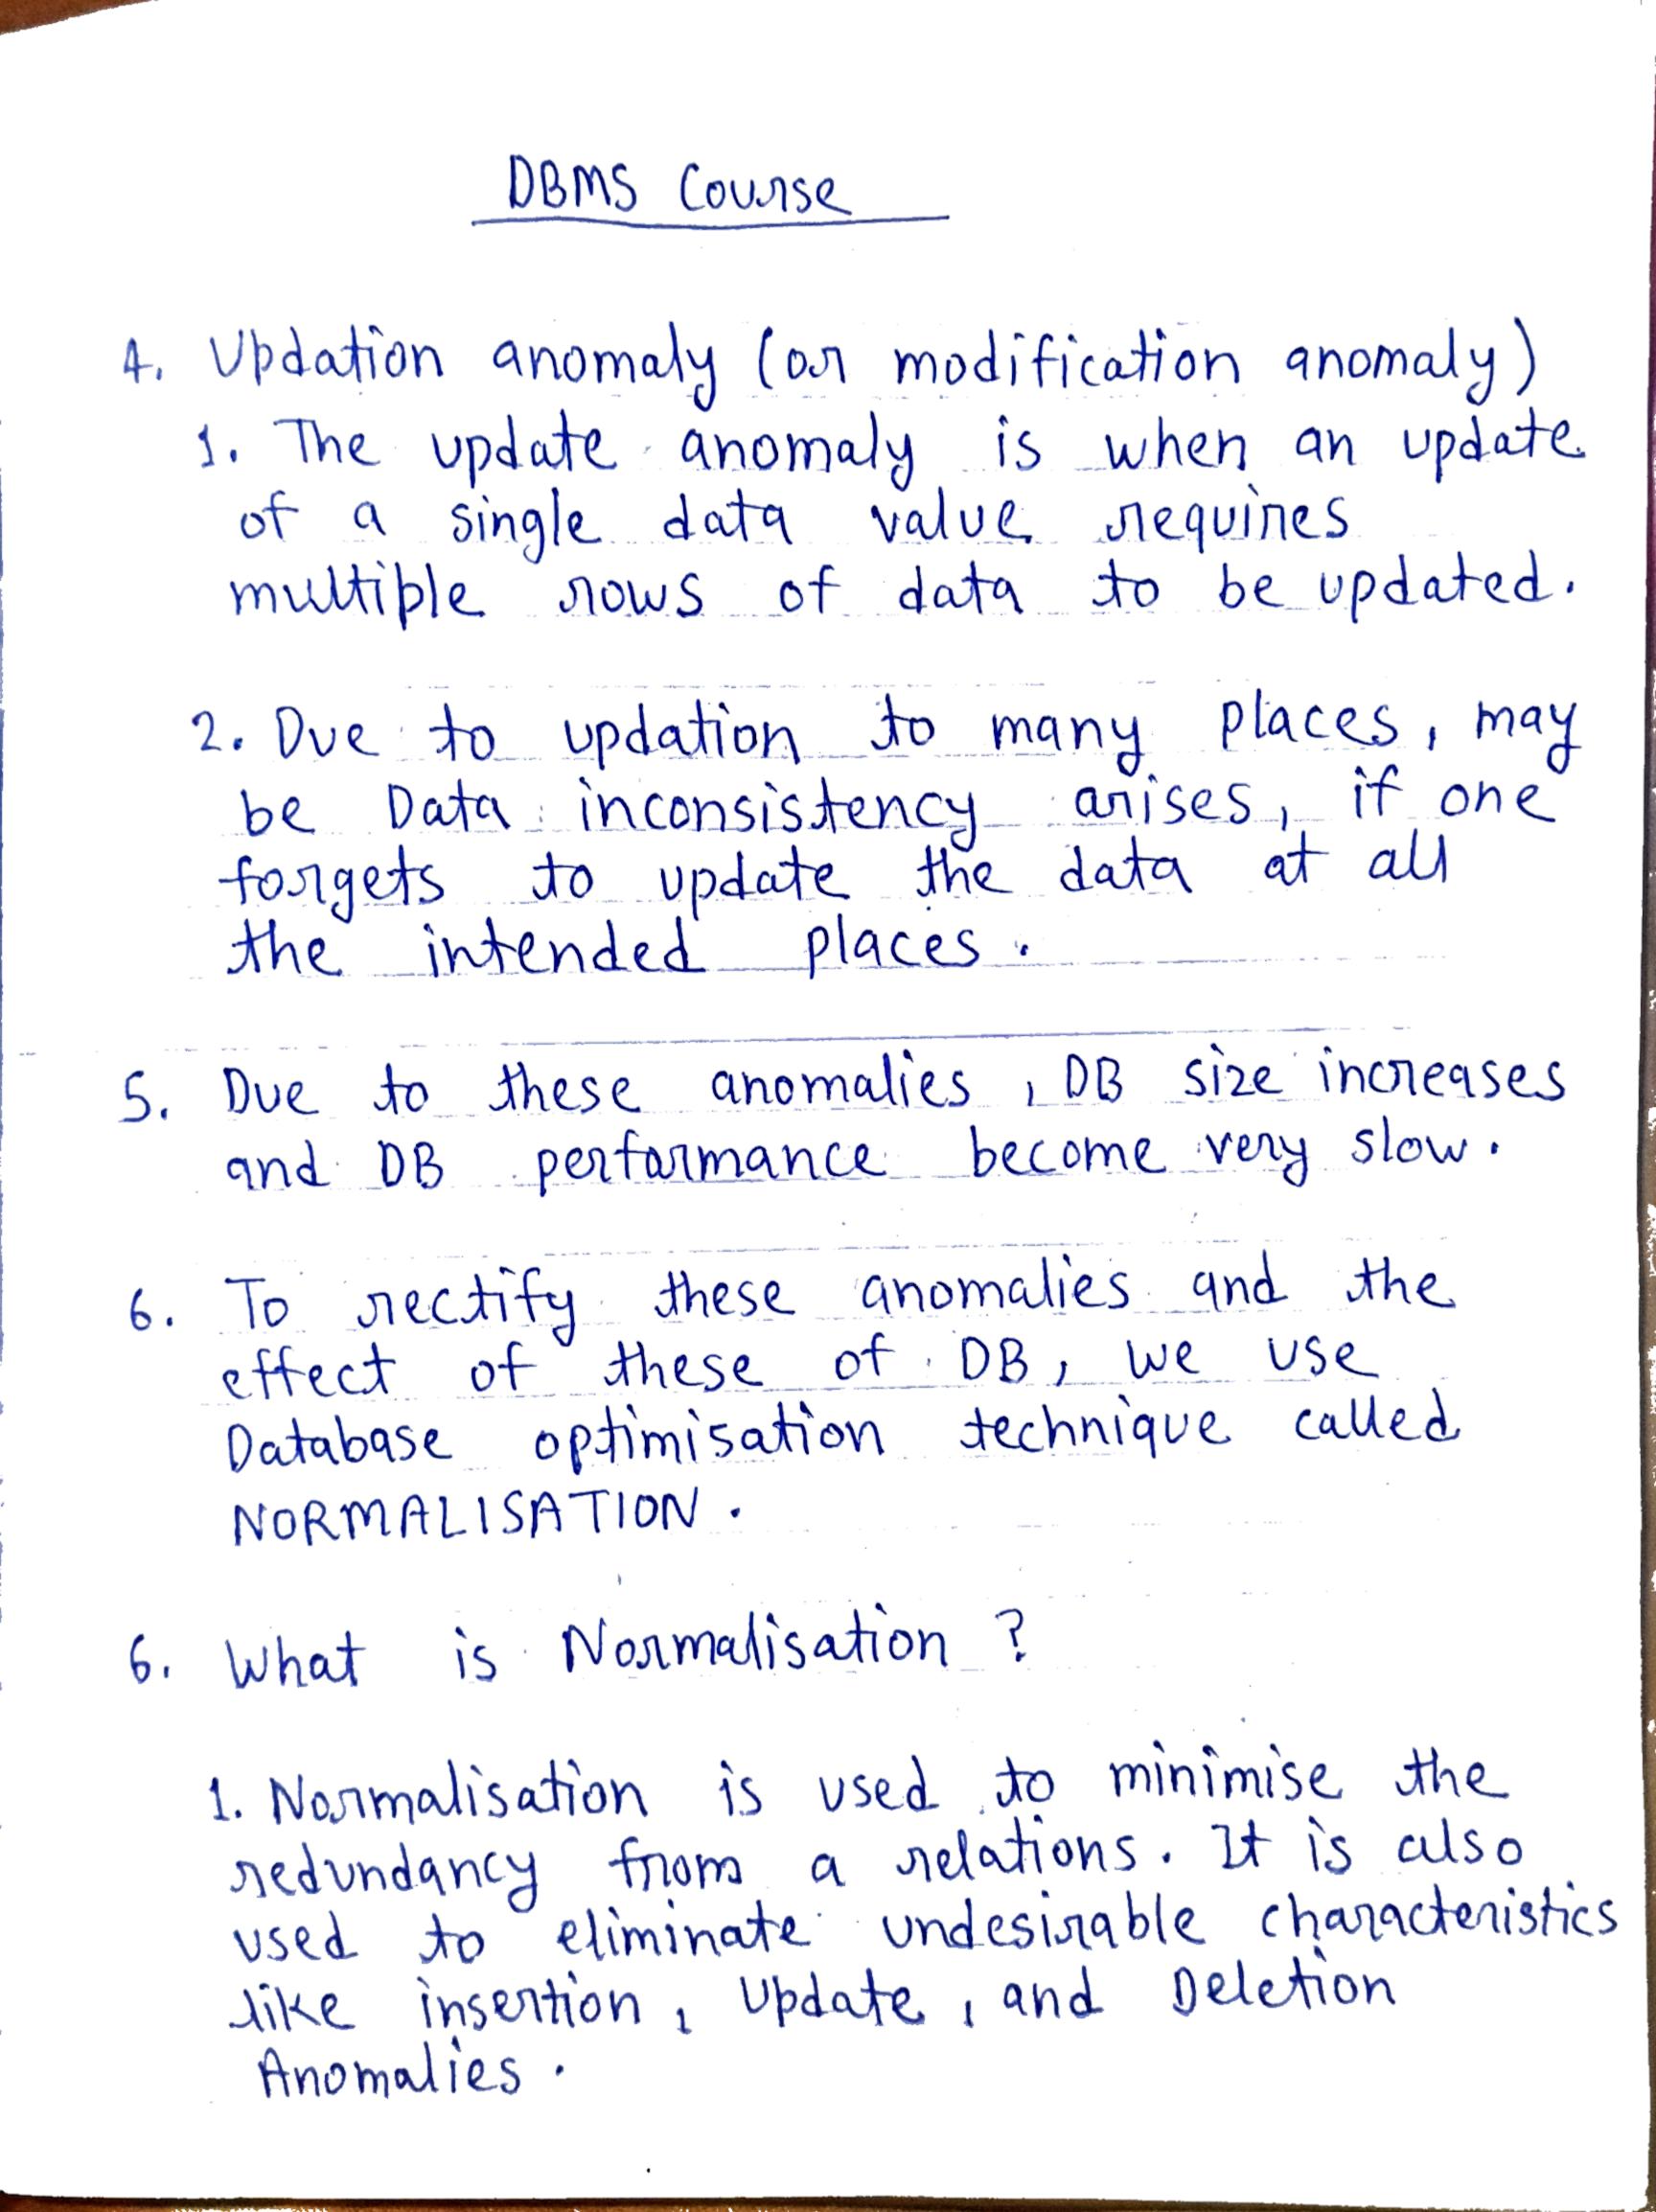 DBMS Course
4. Updation anomaly (or modification anomaly)
1. The update anomaly is when an update
of a single data value requires
multiple rows of data to be updated.
2. Due to updation to many places, may
be Data inconsistency arises, if one
forgets to update the data at all
the intended places.
5. Due to these anomalies, DB size increases
and DB performance become very slow.
6. To rectify these anomalies and the
effect of these of DB, we use
Database optimisation technique called
NORMALISATION.
6. What is Normalisation ?
1. Normalisation is used to minimise the
redundancy from a relations. It is also
used to eliminate undesirable characteristics
like insertion, Update, and Deletion
Anomalies.